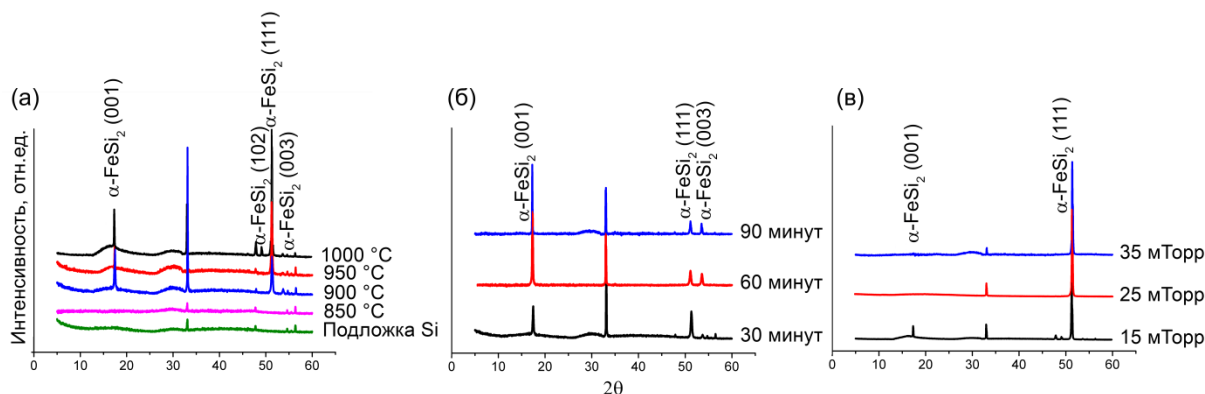 (а)
Интенсивность, отн.ед.
α-FeSi₂ (001)
α-FeSi₂ (102)
α-FeSi₂ (111)
α-FeSi₂ (003)
1000 °C
950 °C
900 °C
850 °C
Подложка Si
0 10 20 30 40 50 60
(б)
α-FeSi₂ (001)
α-FeSi₂ (111)
α-FeSi₂ (003)
90 минут
60 минут
30 минут
0 10 20 30 40 50 60
2θ
(в)
α-FeSi₂ (001)
α-FeSi₂ (111)
35 мТорр
25 мТорр
15 мТорр
0 10 20 30 40 50 60